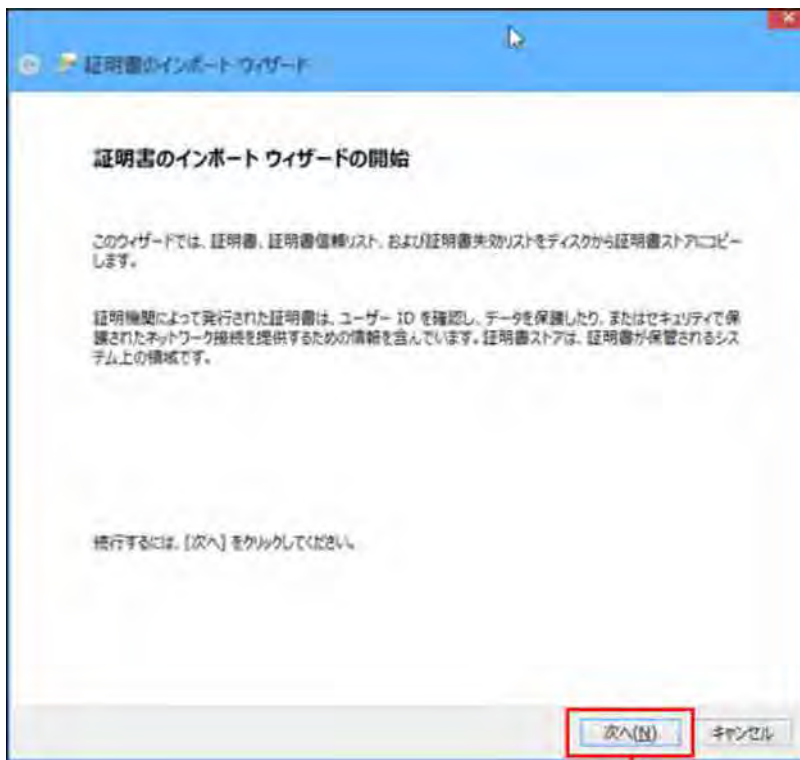 証明書のインポート ウィザード
証明書のインポート ウィザードの開始
このウィザードでは、証明書、証明書信頼リスト、および証明書失効リストをディスクから証明書ストアにコピー
します。
証明機関によって発行された証明書は、ユーザー ID を確認し、データを保護したり、またはセキュリティで保
護されたネットワーク接続を提供するための情報を含んでいます。証明書ストアは、証明書が保管されるシス
テム上の領域です。
続行するには、[次へ] をクリックしてください。
次へ(N) キャンセル